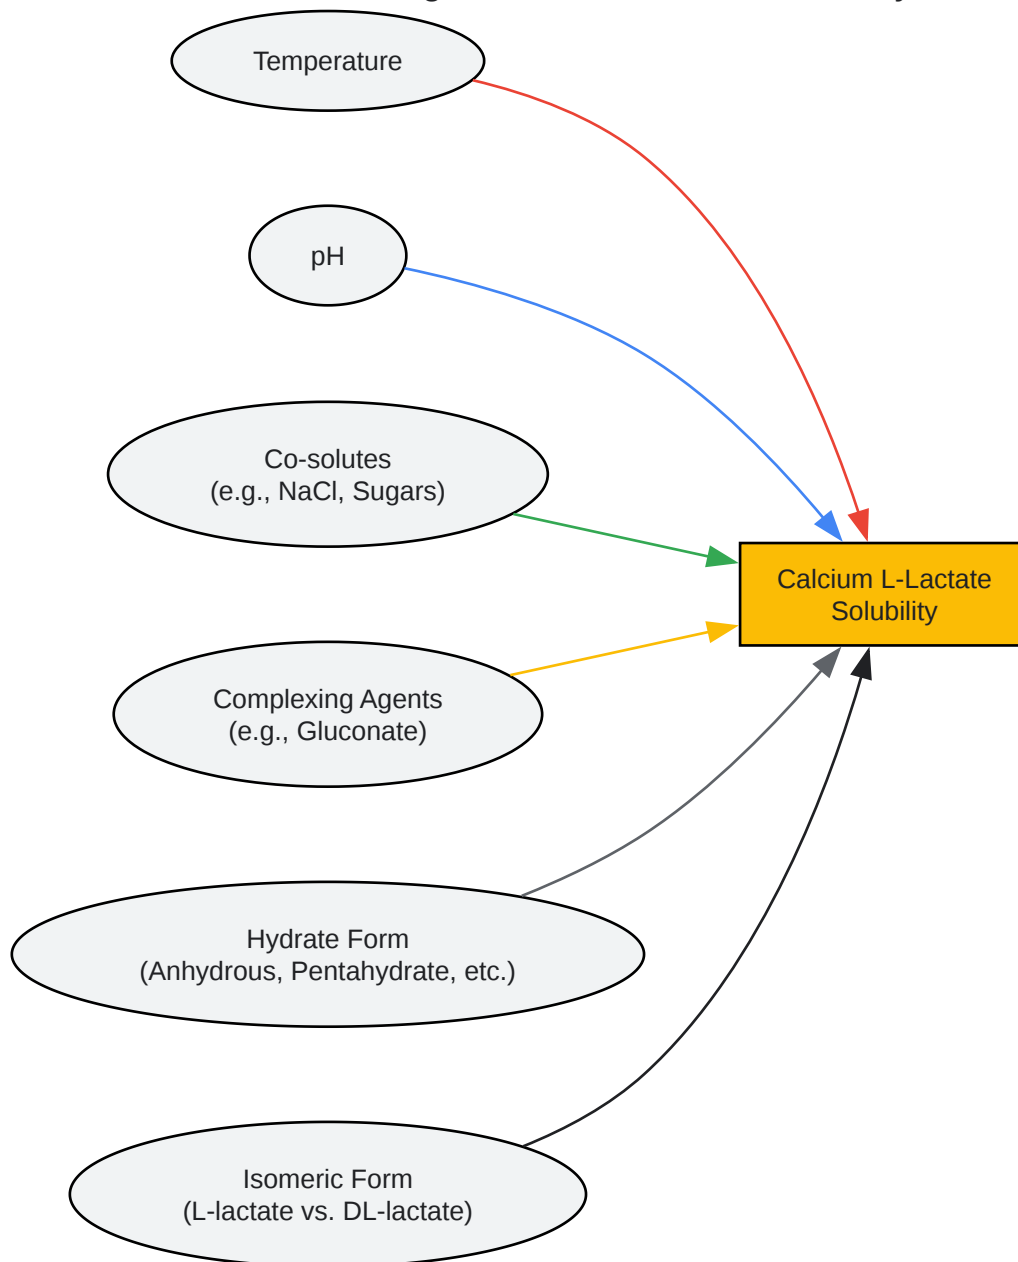 Temperature
pH
Co-solutes
(e.g., NaCl, Sugars)
Calcium L-Lactate
Solubility
Complexing Agents
(e.g., Gluconate)
Hydrate Form
(Anhydrous, Pentahydrate, etc.)
Isomeric Form
(L-lactate vs. DL-lactate)